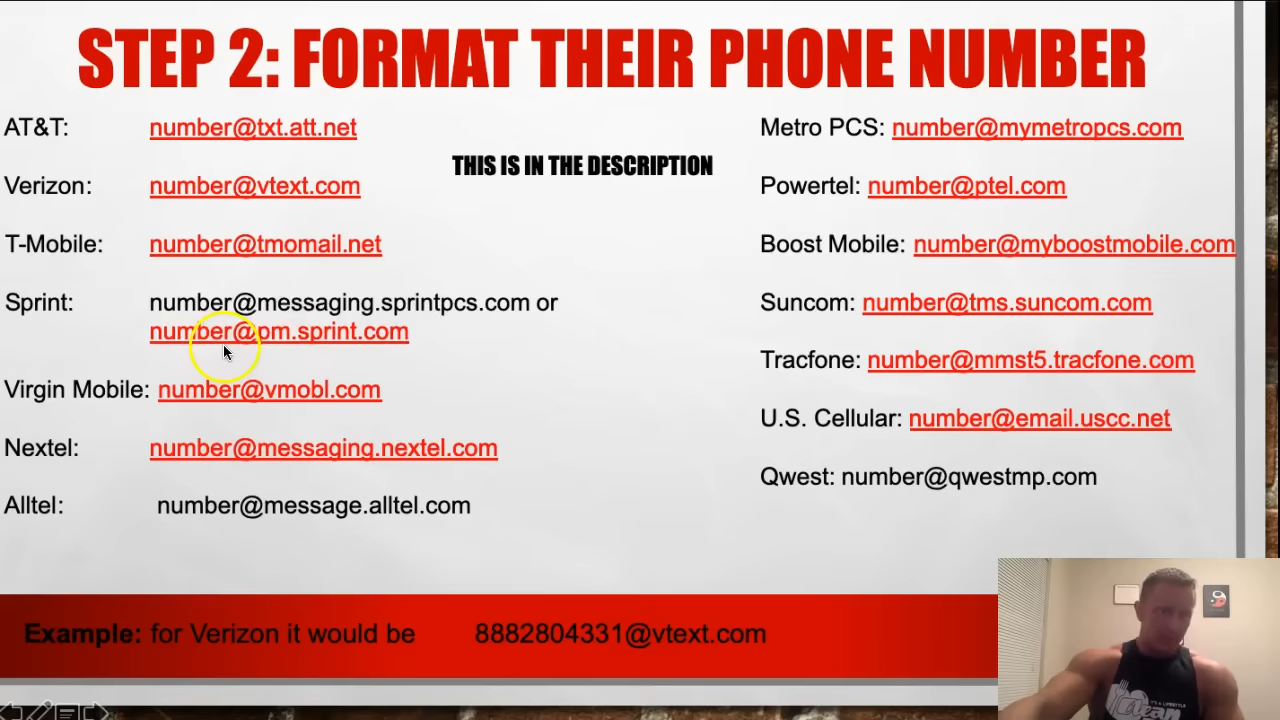 STEP 2: FORMAT THEIR PHONE NUMBER
AT&T: number@txt.att.net
THIS IS IN THE DESCRIPTION
Verizon: number@vtext.com
T-Mobile: number@tmomail.net
Sprint: number@messaging.sprintpcs.com or
number@pm.sprint.com
Virgin Mobile: number@vmobl.com
Nextel: number@messaging.nextel.com
Alltel: number@message.alltel.com
Metro PCS: number@mymetropcs.com
Powertel: number@ptel.com
Boost Mobile: number@myboostmobile.com
Suncom: number@tms.suncom.com
Tracfone: number@mmst5.tracfone.com
U.S. Cellular: number@email.uscc.net
Qwest: number@qwestmp.com
Example: for Verizon it would be 8882804331@vtext.com